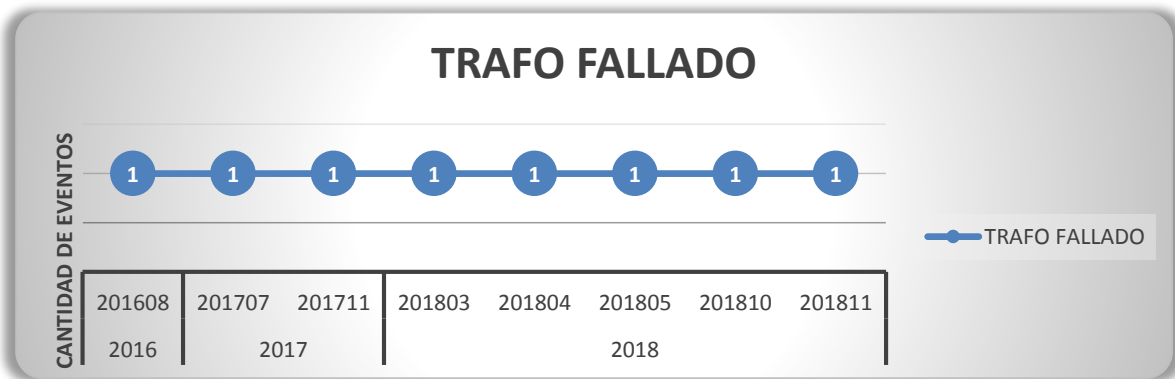 TRAFO FALLADO
CANTIDAD DE EVENTOS
1 1 1 1 1 1 1 1
TRAFO FALLADO
201608 201707 201711 201803 201804 201805 201810 201811
2016 2017 2018